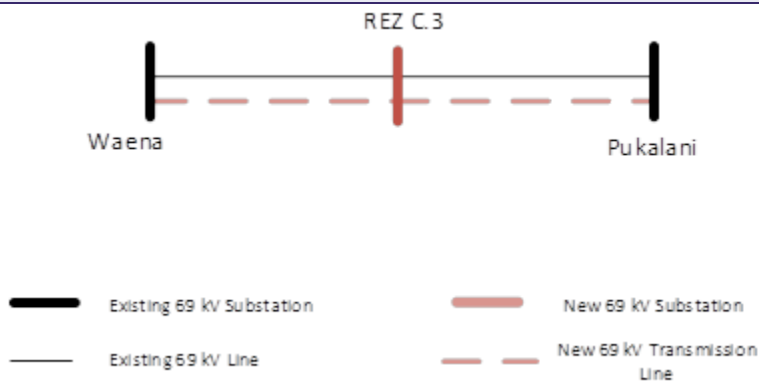 REZ C.3
Waena
Pukalani
Existing 69 kV Substation
New 69 kV Substation
Existing 69 kV Line
New 69 kV Transmission
Line